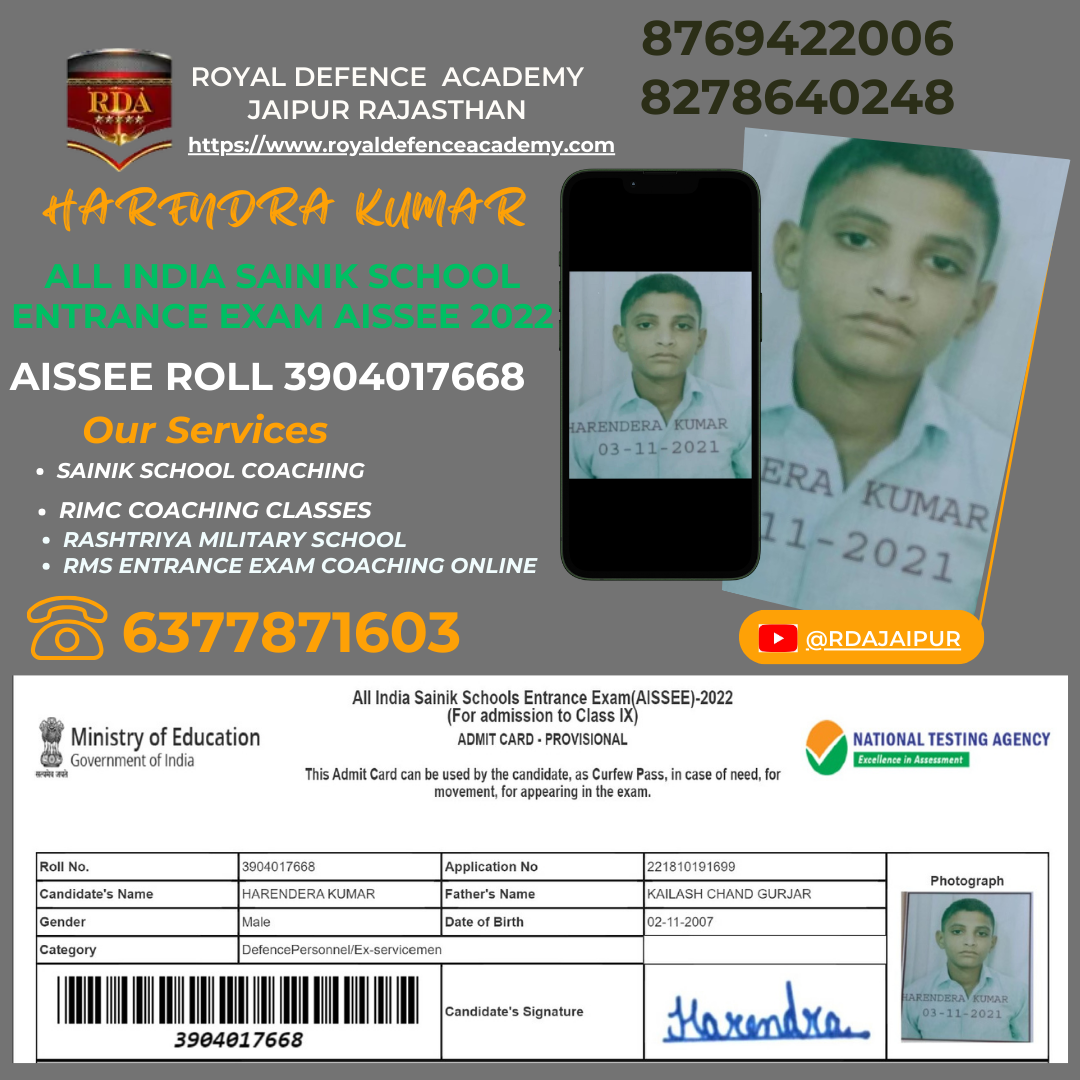 RDA
ROYAL DEFENCE ACADEMY
JAIPUR RAJASTHAN
https://www.royaldefenceacademy.com
8769422006
8278640248
HARENDRA KUMAR
ALL INDIA SAINIK SCHOOL
ENTRANCE EXAM AISSEE 2022
AISSEE ROLL 3904017668
Our Services
• SAINIK SCHOOL COACHING
• RIMC COACHING CLASSES
• RASHTRIYA MILITARY SCHOOL
• RMS ENTRANCE EXAM COACHING ONLINE
6377871603
HARENDERA KUMAR
03-11-2021
ERA KUMAR
11-2021
@RDAJAIPUR
All India Sainik Schools Entrance Exam(AISSEE)-2022
(For admission to Class IX)
ADMIT CARD - PROVISIONAL
This Admit Card can be used by the candidate, as Curfew Pass, in case of need, for
movement, for appearing in the exam.
सत्यमेव जयते
Ministry of Education
Government of India
NATIONAL TESTING AGENCY
Excellence in Assessment
Roll No. 3904017668 Application No 221810191699
Candidate's Name HARENDERA KUMAR Father's Name KAILASH CHAND GURJAR
Gender Male Date of Birth 02-11-2007
Category DefencePersonnel/Ex-servicemen
3904017668
Candidate's Signature
Harendra
Photograph
HARENDERA KUMAR
03-11-2021